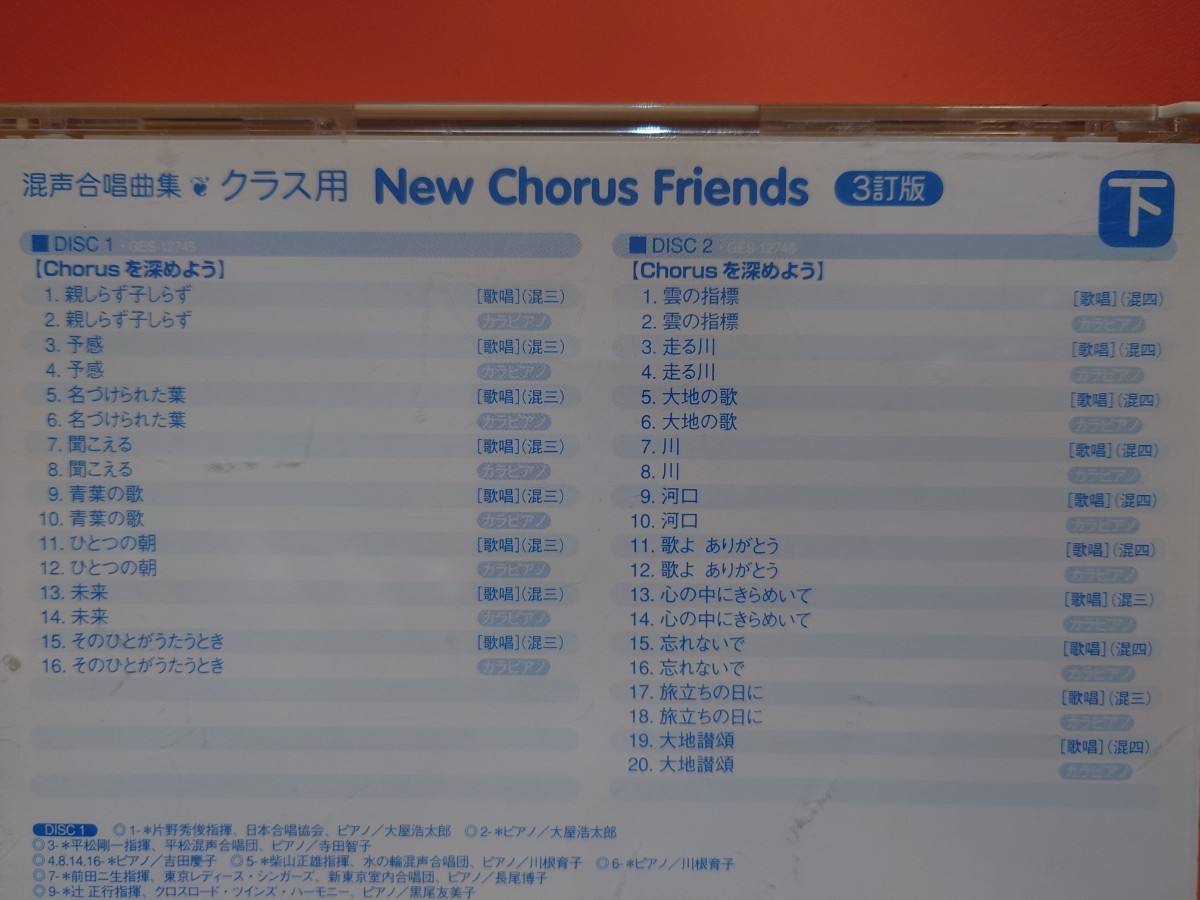 混声合唱曲集 クラス用 New Chorus Friends 3訂版 下
■DISC 1・GES-12745
【Chorusを深めよう】
1. 親しらず子しらず [歌唱](混三)
2. 親しらず子しらず カラピアノ
3. 予感 [歌唱](混三)
4. 予感 カラピアノ
5. 名づけられた葉 [歌唱](混三)
6. 名づけられた葉 カラピアノ
7. 聞こえる [歌唱](混三)
8. 聞こえる カラピアノ
9. 青葉の歌 [歌唱](混三)
10. 青葉の歌 カラピアノ
11. ひとつの朝 [歌唱](混三)
12. ひとつの朝 カラピアノ
13. 未来 [歌唱](混三)
14. 未来 カラピアノ
15. そのひとがうたうとき [歌唱](混三)
16. そのひとがうたうとき カラピアノ
■DISC 2・GES-12746
【Chorusを深めよう】
1. 雲の指標 [歌唱](混四)
2. 雲の指標 カラピアノ
3. 走る川 [歌唱](混四)
4. 走る川 カラピアノ
5. 大地の歌 [歌唱](混四)
6. 大地の歌 カラピアノ
7. 川 [歌唱](混四)
8. 川 カラピアノ
9. 河口 [歌唱](混四)
10. 河口 カラピアノ
11. 歌よ ありがとう [歌唱](混四)
12. 歌よ ありがとう カラピアノ
13. 心の中にきらめいて [歌唱](混三)
14. 心の中にきらめいて カラピアノ
15. 忘れないで [歌唱](混四)
16. 忘れないで カラピアノ
17. 旅立ちの日に [歌唱](混三)
18. 旅立ちの日に カラピアノ
19. 大地讃頌 [歌唱](混四)
20. 大地讃頌 カラピアノ
DISC 1 ◎1-*片野秀俊指揮、日本合唱協会、ピアノ/大屋浩太郎 ◎2-*ピアノ/大屋浩太郎
◎3-*平松剛一指揮、平松混声合唱団、ピアノ/寺田智子
◎4.8.14.16-*ピアノ/吉田慶子 ◎5-*柴山正雄指揮、水の輪混声合唱団、ピアノ/川根育子 ◎6-*ピアノ/川根育子
◎7-*前田二生指揮、東京レディース・シンガーズ、新東京室内合唱団、ピアノ/長尾博子
◎9-*辻 正行指揮、クロスロード・ツインズ・ハーモニー、ピアノ/黒尾友美子